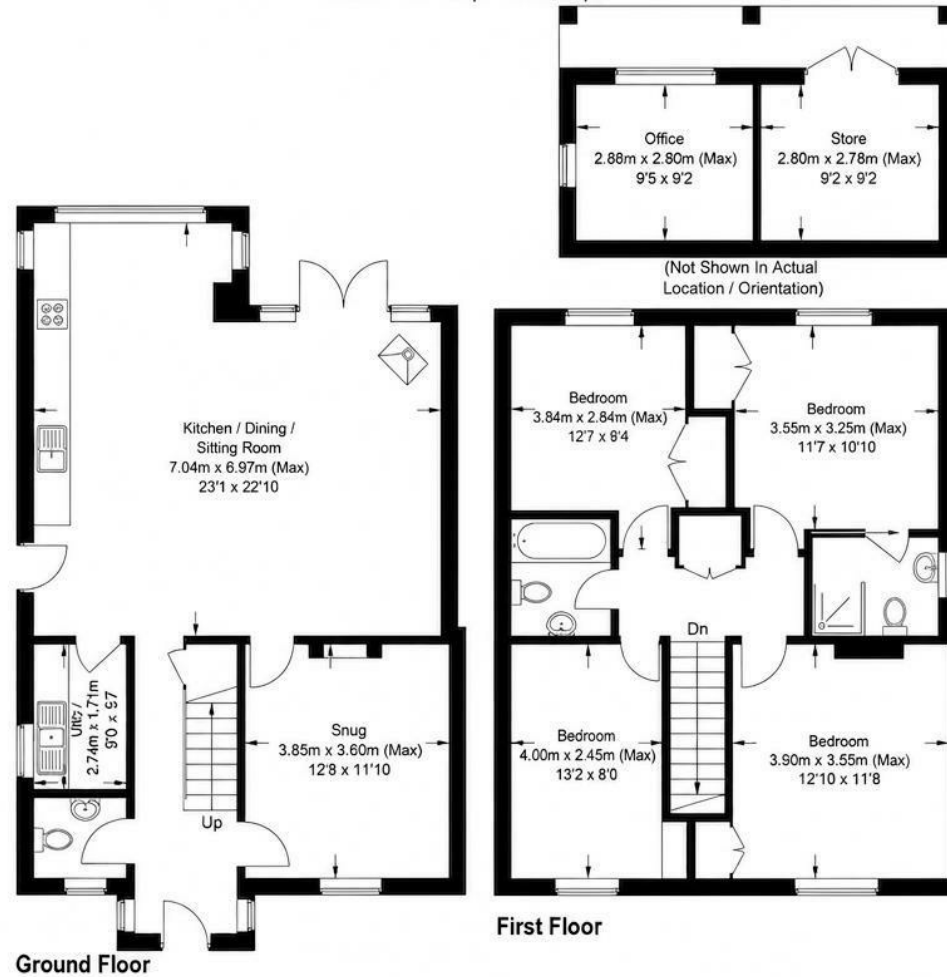 Office
2.88m x 2.80m (Max)
9'5 x 9'2
Store
2.80m x 2.78m (Max)
9'2 x 9'2
(Not Shown In Actual
Location / Orientation)
Kitchen / Dining /
Sitting Room
7.04m x 6.97m (Max)
23'1 x 22'10
2.74m x 1.71m
9'0 x 5'7
Snug
3.85m x 3.60m (Max)
12'8 x 11'10
Up
Ground Floor
Bedroom
3.84m x 2.84m (Max)
12'7 x 9'4
Bedroom
3.55m x 3.25m (Max)
11'7 x 10'10
Dn
Bedroom
4.00m x 2.45m (Max)
13'2 x 8'0
Bedroom
3.90m x 3.55m (Max)
12'10 x 11'8
First Floor